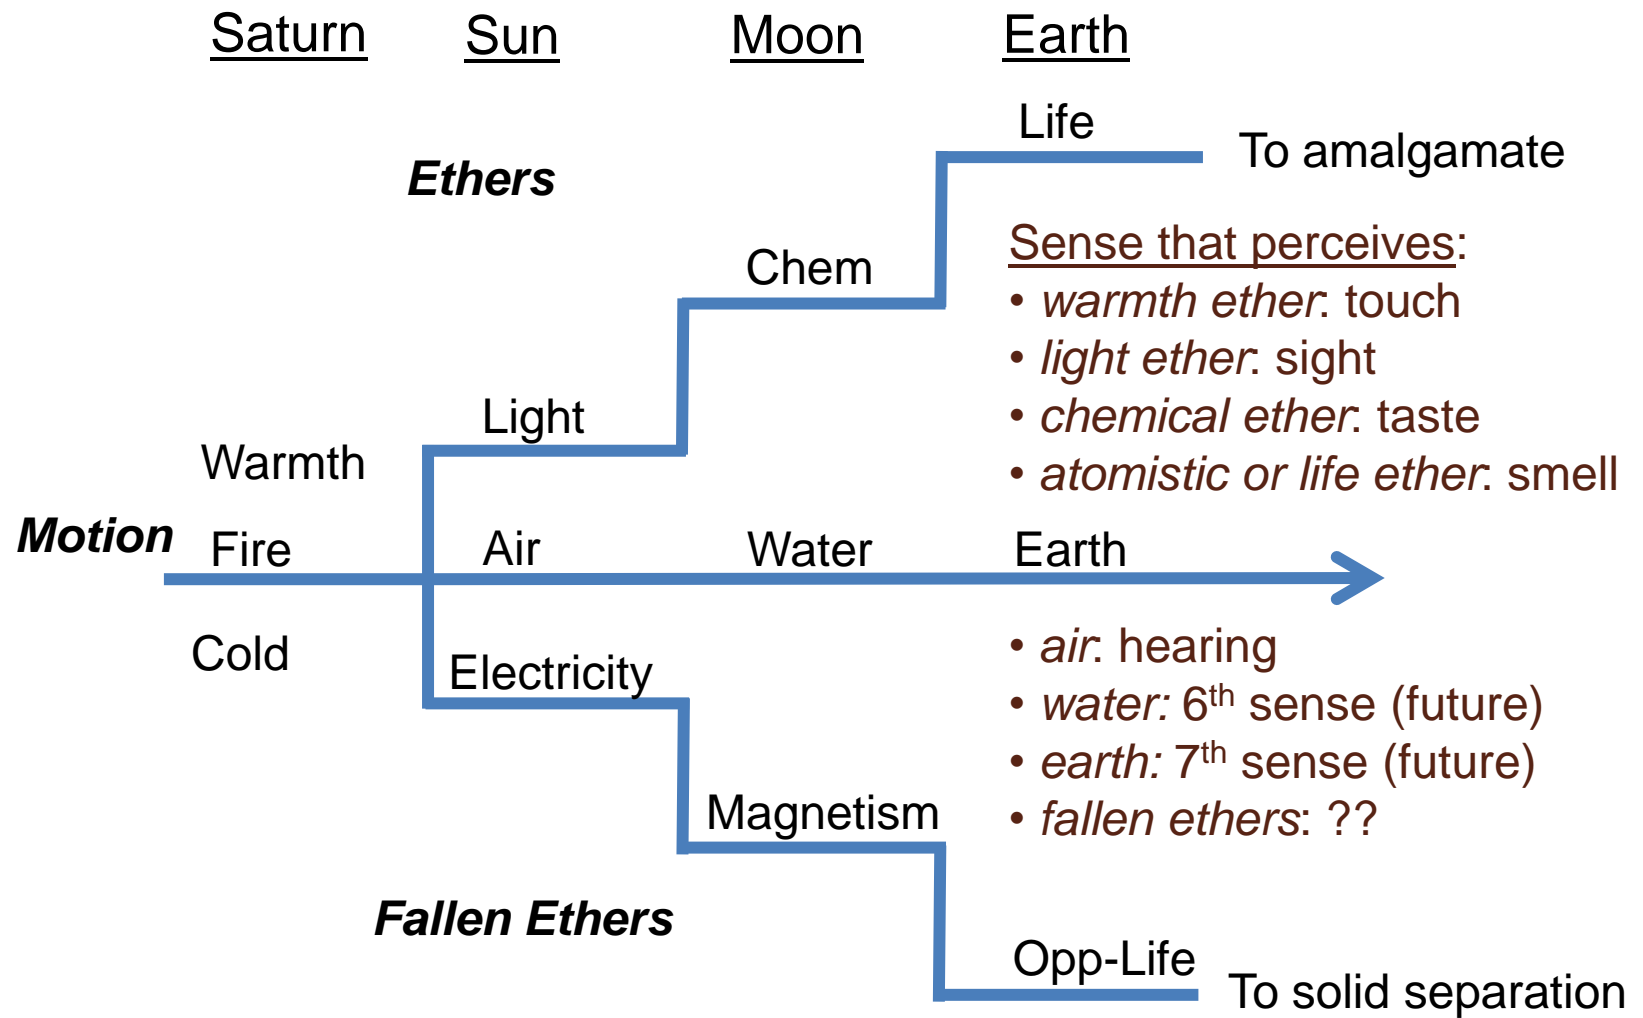 Saturn Sun Moon Earth
Life
To amalgamate
Ethers
Sense that perceives:
Chem
• warmth ether: touch
• light ether: sight
Light
• chemical ether: taste
Warmth
• atomistic or life ether: smell
Motion Fire Air Water Earth
Cold
• air: hearing
Electricity
• water: 6th sense (future)
• earth: 7th sense (future)
Magnetism
• fallen ethers: ??
Fallen Ethers
Opp-Life
To solid separation